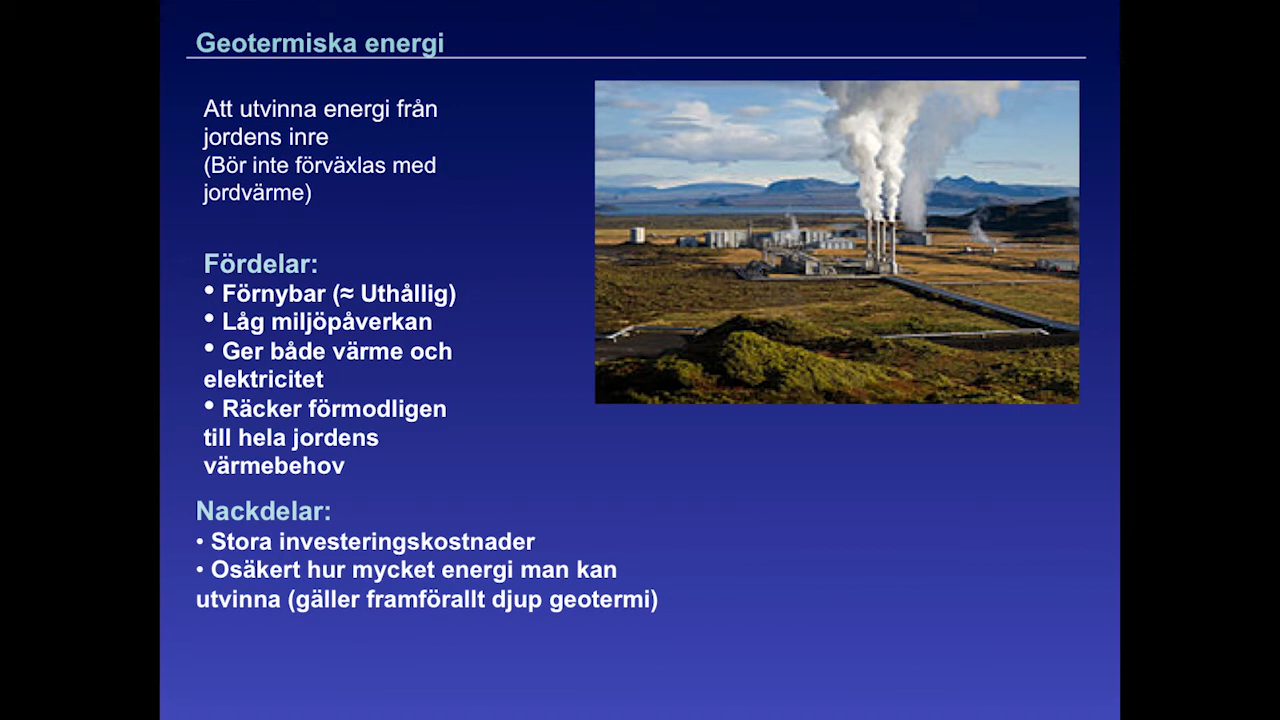 Geotermiska energi
Att utvinna energi från
jordens inre
(Bör inte förväxlas med
jordvärme)
Fördelar:
• Förnybar (≈ Uthållig)
• Låg miljöpåverkan
• Ger både värme och
elektricitet
• Räcker förmodligen
till hela jordens
värmebehov
Nackdelar:
• Stora investeringskostnader
• Osäkert hur mycket energi man kan
utvinna (gäller framförallt djup geotermi)